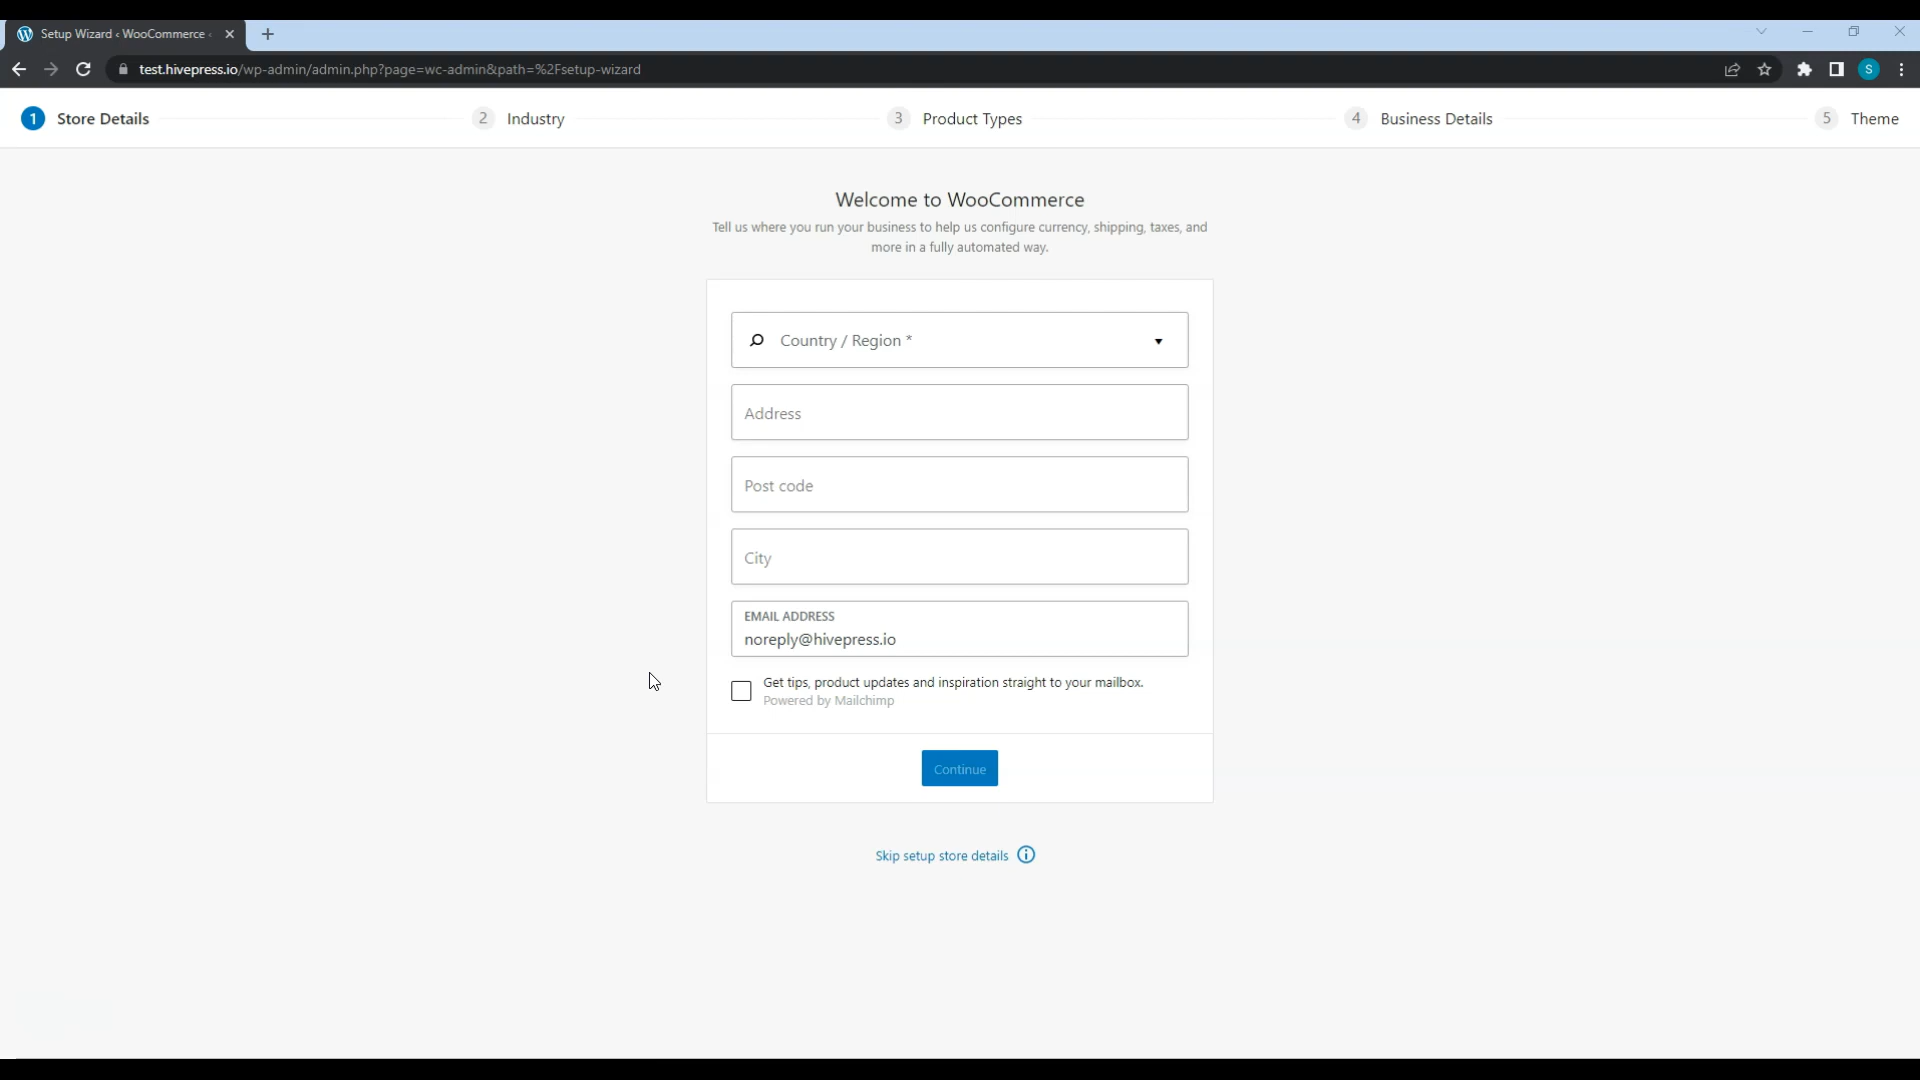 Setup Wizard ‹ WooCommerce ‹
test.hivepress.io/wp-admin/admin.php?page=wc-admin&path=%2Fsetup-wizard
S
1 Store Details
2 Industry
3 Product Types
4 Business Details
5 Theme
Welcome to WooCommerce
Tell us where you run your business to help us configure currency, shipping, taxes, and
more in a fully automated way.
Country / Region *
Address
Post code
City
EMAIL ADDRESS
noreply@hivepress.io
Get tips, product updates and inspiration straight to your mailbox.
Powered by Mailchimp
Continue
Skip setup store details